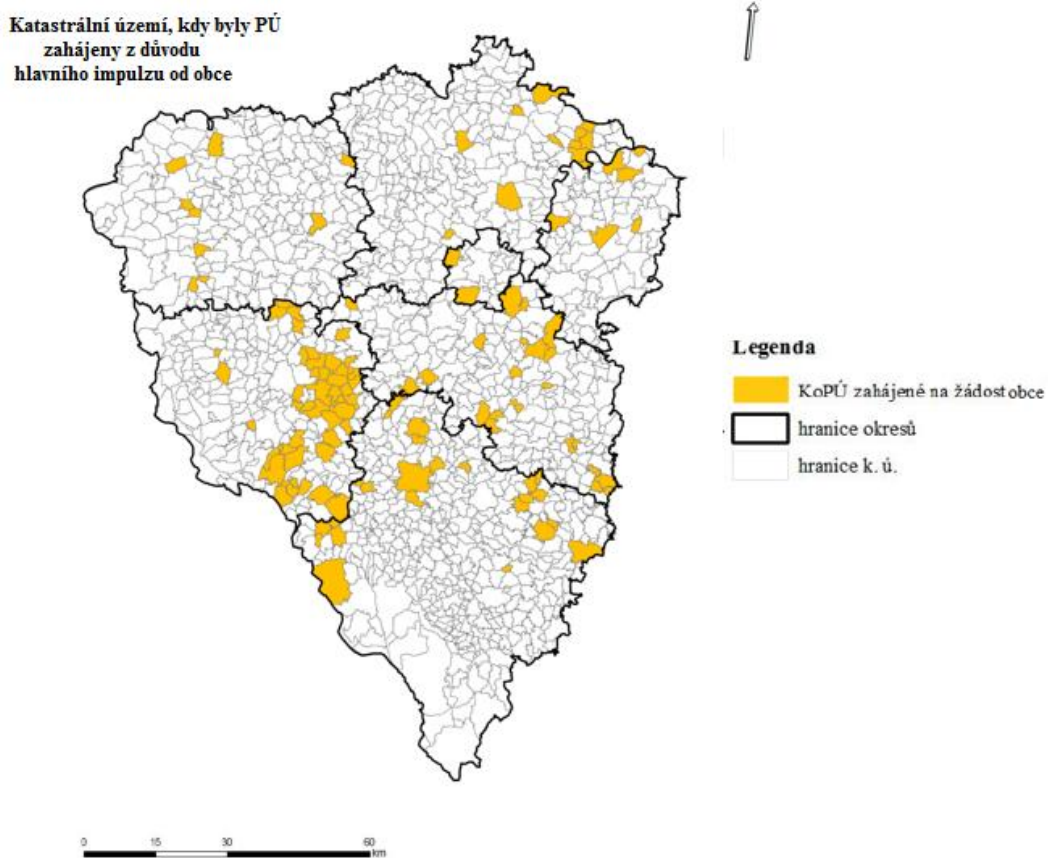 Katastrální území, kdy byly PÚ
zahájeny z důvodu
hlavního impulzu od obce
Legenda
KoPÚ zahájené na žádost obce
hranice okresů
hranice k. ú.
0 15 30 60
km